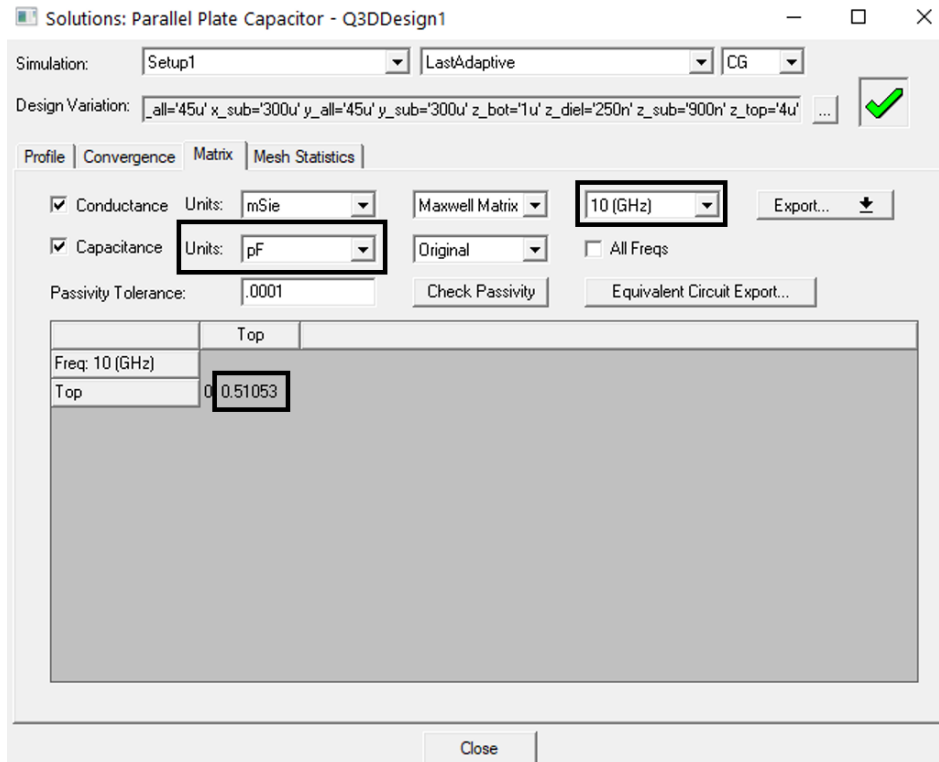 Solutions: Parallel Plate Capacitor - Q3DDesign1
Simulation: Setup1 LastAdaptive CG
Design Variation: _all='45u' x_sub='300u' y_all='45u' y_sub='300u' z_bot='1u' z_diel='250n' z_sub='900n' z_top='4u' ...
Profile Convergence Matrix Mesh Statistics
Conductance Units: mSie Maxwell Matrix 10 (GHz) Export...
Capacitance Units: pF Original All Freqs
Passivity Tolerance: .0001 Check Passivity Equivalent Circuit Export...
Top
Freq: 10 (GHz)
Top 0 0.51053
Close